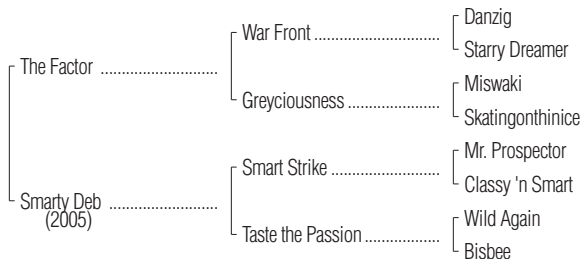 Danzig
War Front ..............................
Starry Dreamer
The Factor ............................
Miswaki
Greyciousness ......................
Skatingonthinice
Mr. Prospector
Smart Strike ..........................
Classy 'n Smart
Smarty Deb ..........................
(2005)
Wild Again
Taste the Passion ..................
Bisbee